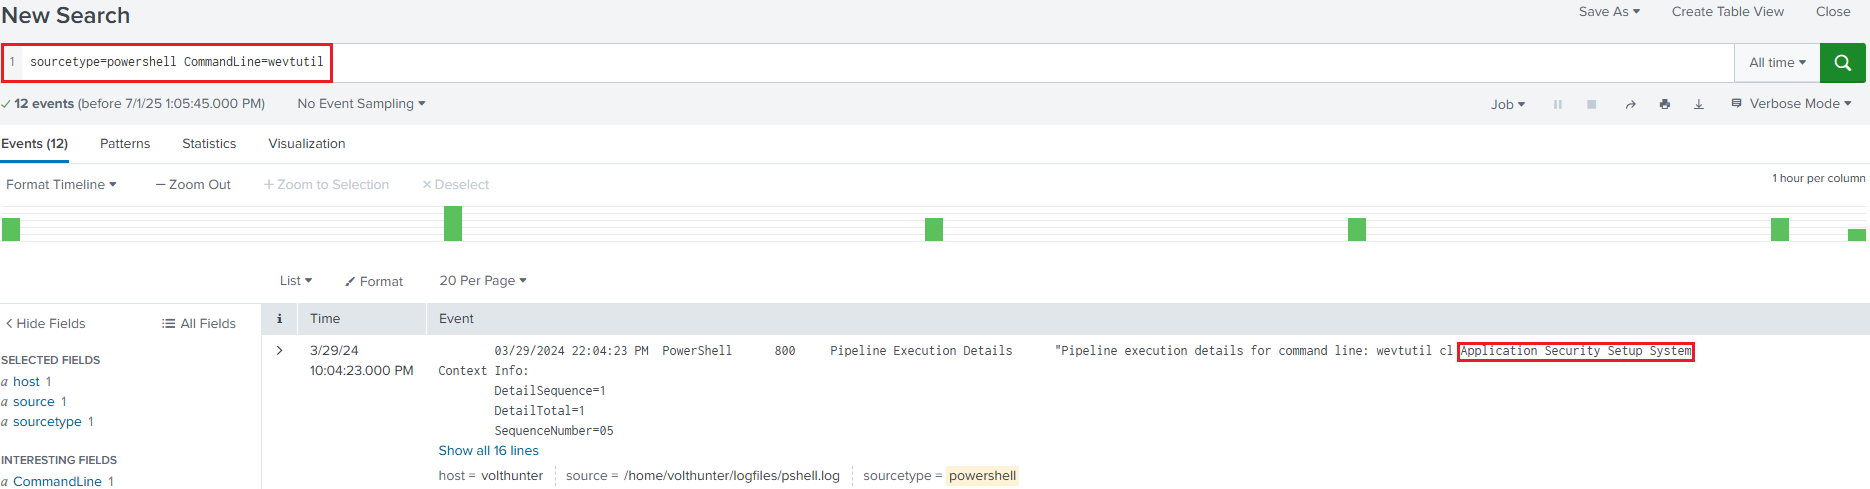 New Search
Save As ▾ Create Table View Close
1 sourcetype=powershell CommandLine=wevtutil
All time ▾
✓ 12 events (before 7/1/25 1:05:45.000 PM) No Event Sampling ▾
Job ▾ Verbose Mode ▾
Events (12) Patterns Statistics Visualization
Format Timeline ▾ — Zoom Out + Zoom to Selection × Deselect
1 hour per column
List ▾ Format 20 Per Page ▾
< Hide Fields All Fields
i Time Event
SELECTED FIELDS
a host 1
a source 1
a sourcetype 1
INTERESTING FIELDS
a CommandLine 1
> 3/29/24
10:04:23.000 PM
03/29/2024 22:04:23 PM PowerShell 800 Pipeline Execution Details "Pipeline execution details for command line: wevtutil cl Application Security Setup System
Context Info:
DetailSequence=1
DetailTotal=1
SequenceNumber=05
Show all 16 lines
host = volthunter source = /home/volthunter/logfiles/pshell.log sourcetype = powershell